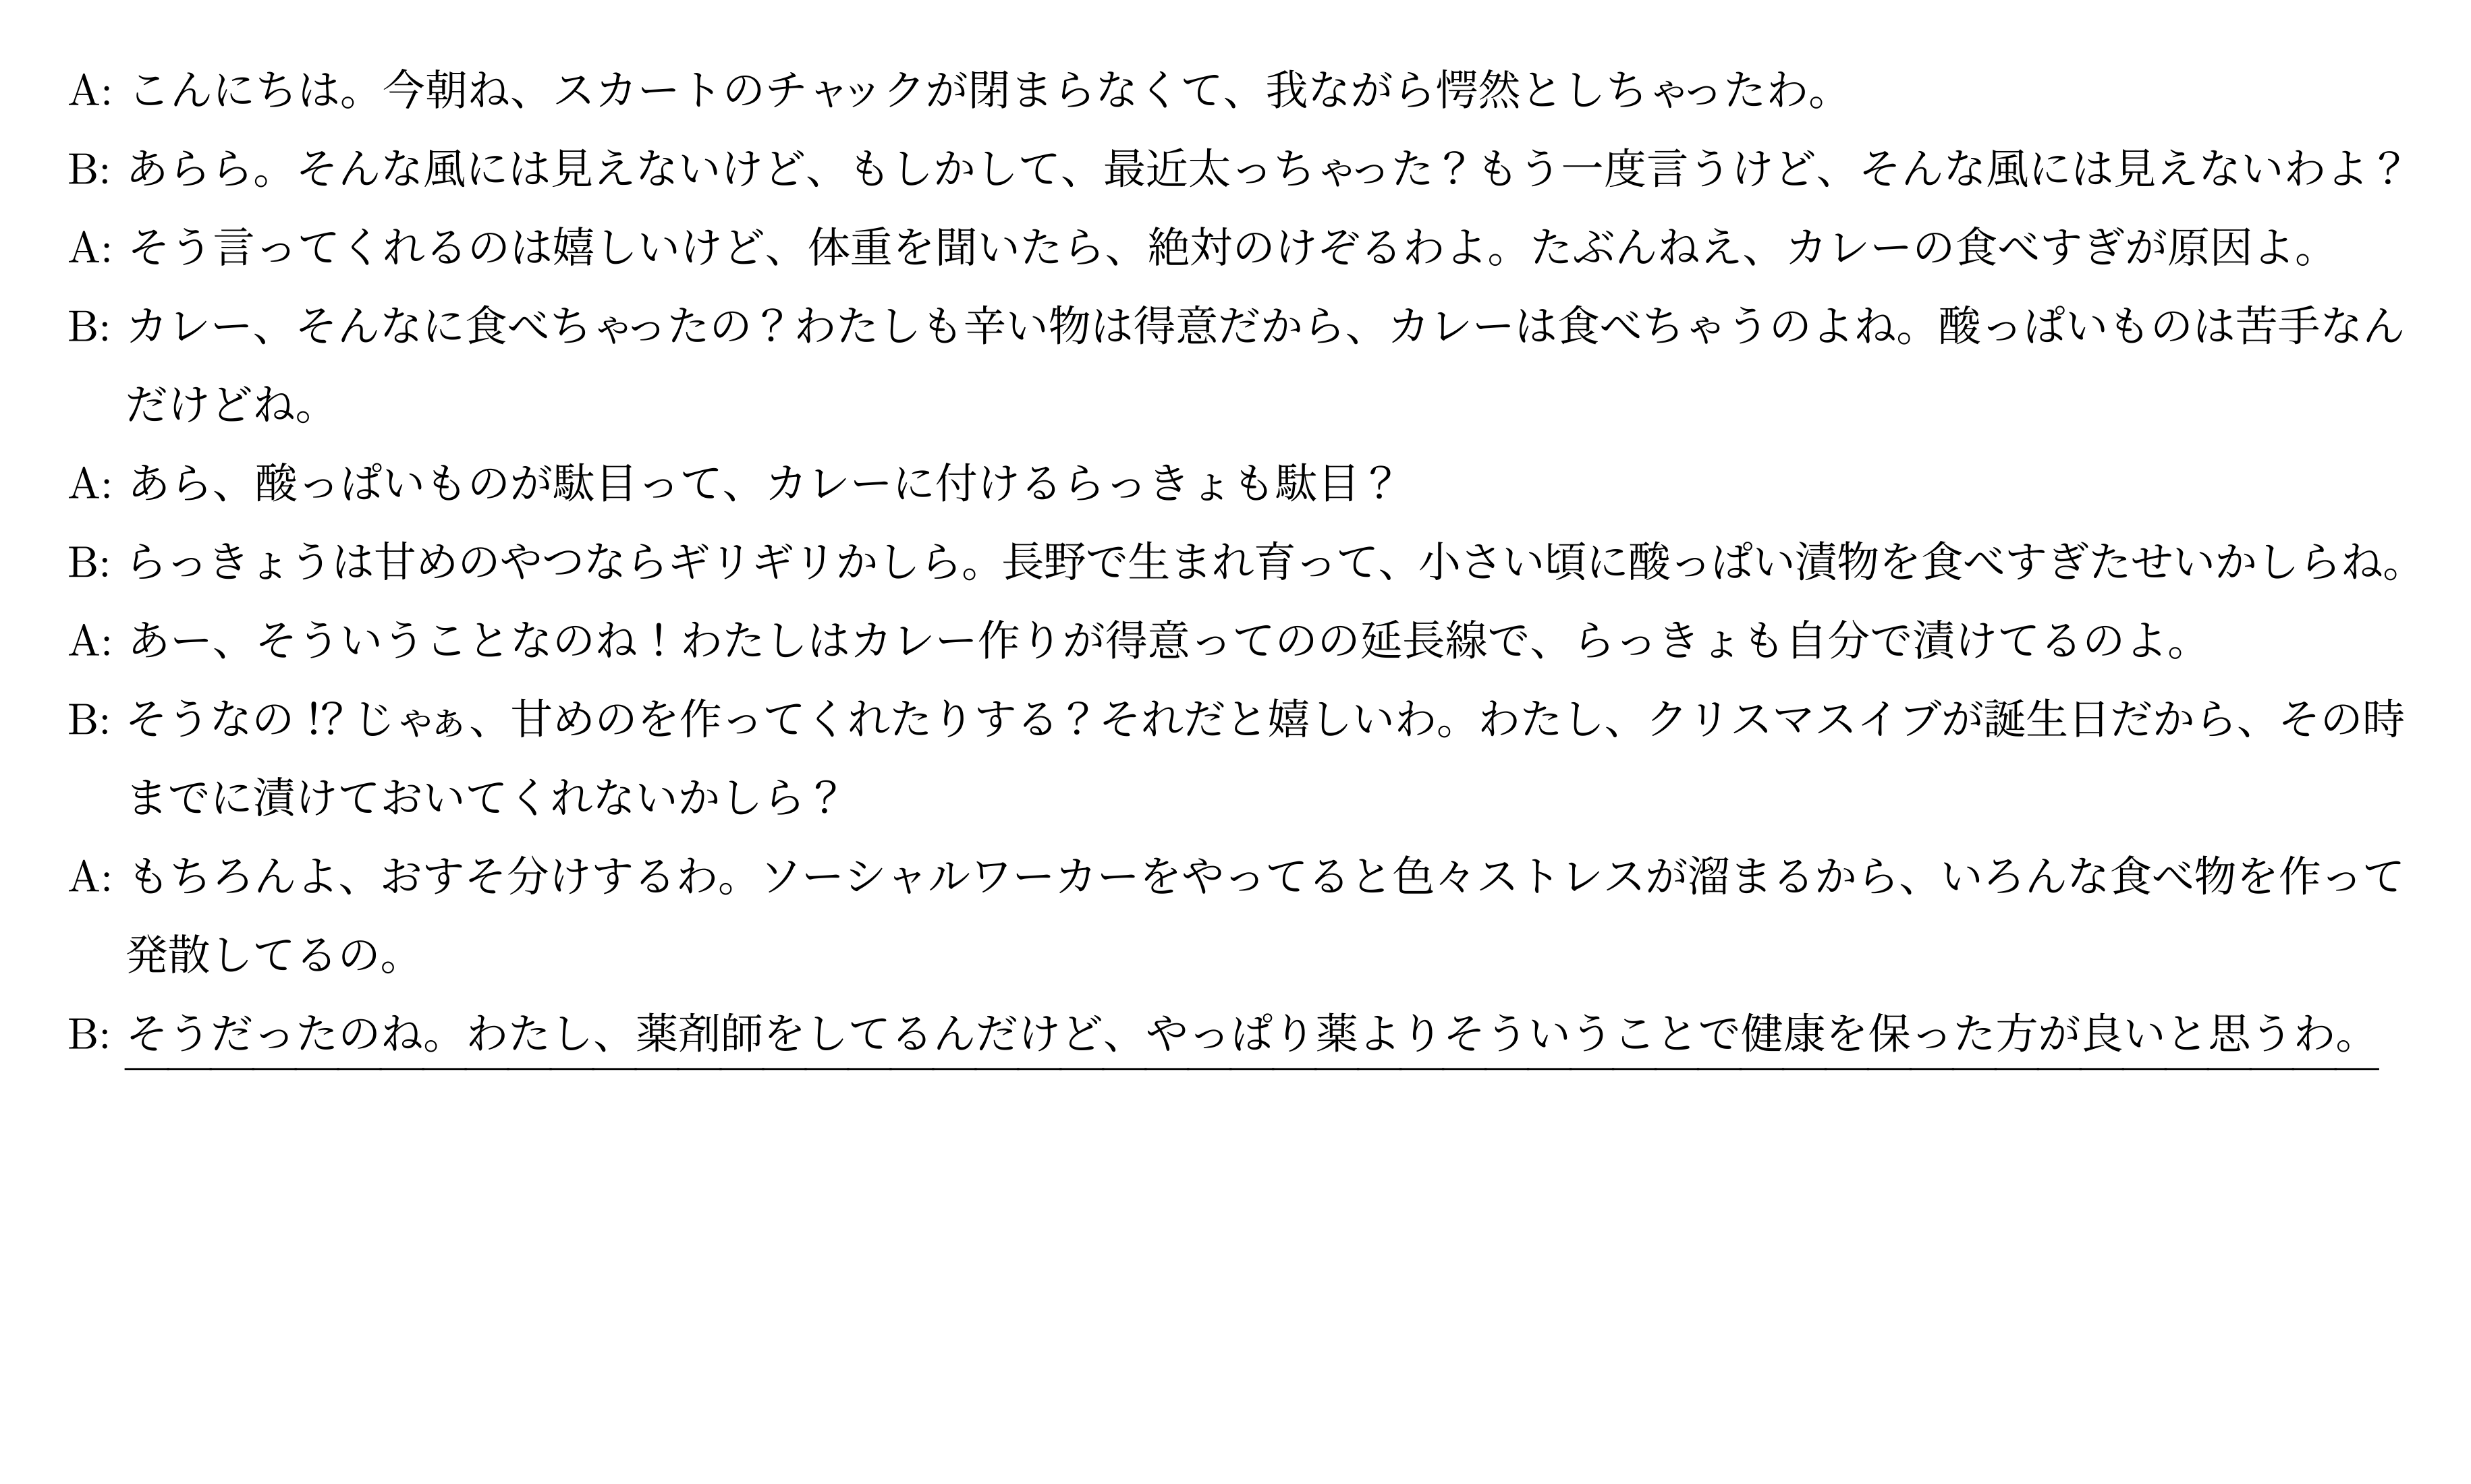 A: こんにちは。今朝ね、スカートのチャックが閉まらなくて、我ながら愕然としちゃったわ。
B: あらら。そんな風には見えないけど、もしかして、最近太っちゃった？もう一度言うけど、そんな風には見えないわよ？
A: そう言ってくれるのは嬉しいけど、体重を聞いたら、絶対のけぞるわよ。たぶんねえ、カレーの食べすぎが原因よ。
B: カレー、そんなに食べちゃったの？わたしも辛い物は得意だから、カレーは食べちゃうのよね。酸っぱいものは苦手なん
だけどね。
A: あら、酸っぱいものが駄目って、カレーに付けるらっきょも駄目？
B: らっきょうは甘めのやつならギリギリかしら。長野で生まれ育って、小さい頃に酸っぱい漬物を食べすぎたせいかしらね。
A: あー、そういうことなのね！わたしはカレー作りが得意ってのの延長線で、らっきょも自分で漬けてるのよ。
B: そうなの⁉じゃぁ、甘めのを作ってくれたりする？それだと嬉しいわ。わたし、クリスマスイブが誕生日だから、その時
までに漬けておいてくれないかしら？
A: もちろんよ、おすそ分けするわ。ソーシャルワーカーをやってると色々ストレスが溜まるから、いろんな食べ物を作って
発散してるの。
B: そうだったのね。わたし、薬剤師をしてるんだけど、やっぱり薬よりそういうことで健康を保った方が良いと思うわ。